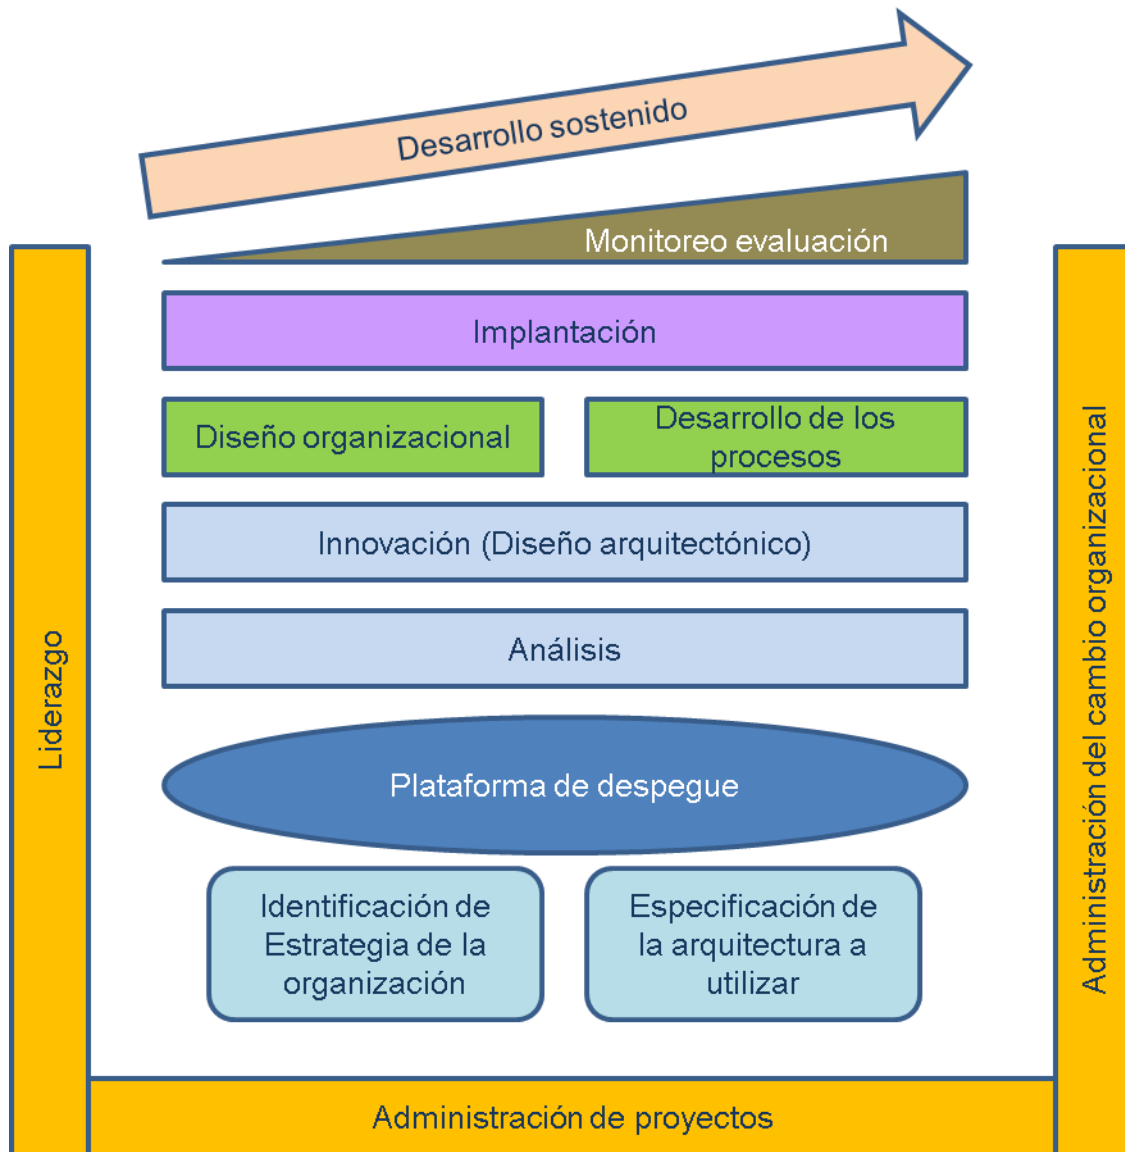 Desarrollo sostenido
Monitoreo evaluación
Implantación
Diseño organizacional
Desarrollo de los
procesos
Innovación (Diseño arquitectónico)
Análisis
Plataforma de despegue
Identificación de
Estrategia de la
organización
Especificación de
la arquitectura a
utilizar
Liderazgo
Administración del cambio organizacional
Administración de proyectos